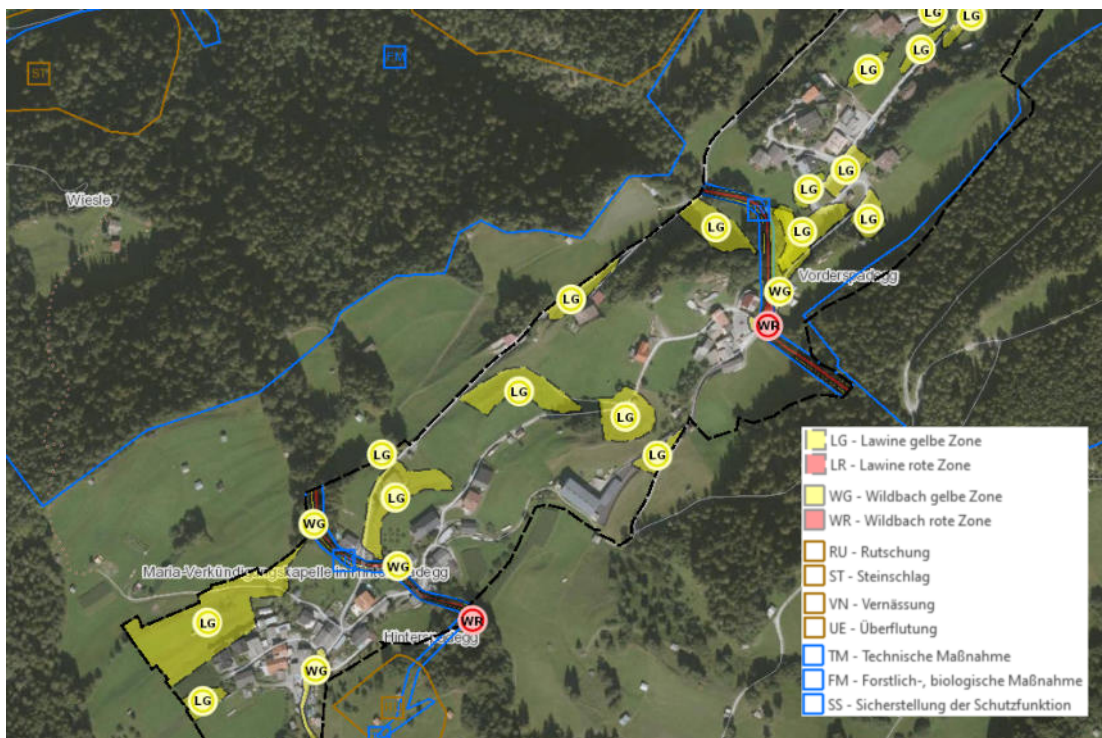 LG
LG
LG
ST
FM
LG
LG
LG
Wiesle
LG
LG
LG
Vorderspadegg
WG
LG
WR
LG
LG
LG
LG
LG
WG
WG
LG
WR
WG
LG
LG - Lawine gelbe Zone
LR - Lawine rote Zone
WG - Wildbach gelbe Zone
WR - Wildbach rote Zone
RU - Rutschung
ST - Steinschlag
VN - Vernässung
UE - Überflutung
TM - Technische Maßnahme
FM - Forstlich-, biologische Maßnahme
SS - Sicherstellung der Schutzfunktion